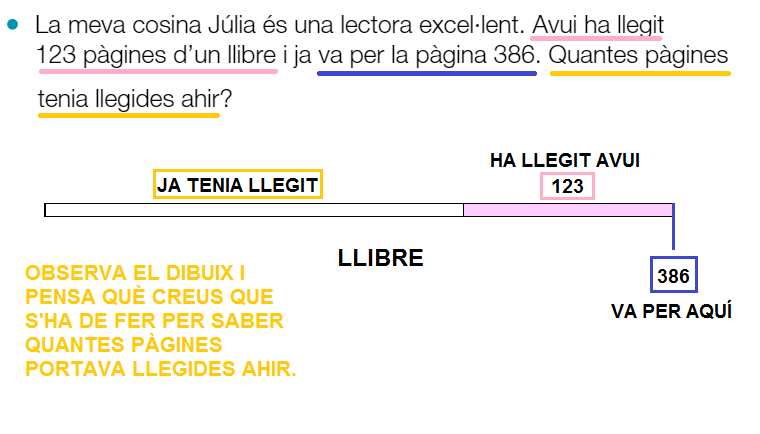 La meva cosina Júlia és una lectora excel·lent. Avui ha llegit
123 pàgines d’un llibre i ja va per la pàgina 386. Quantes pàgines
tenia llegides ahir?
HA LLEGIT AVUI
JA TENIA LLEGIT
123
LLIBRE
386
VA PER AQUÍ
OBSERVA EL DIBUIX I
PENSA QUÈ CREUS QUE
S'HA DE FER PER SABER
QUANTES PÀGINES
PORTAVA LLEGIDES AHIR.